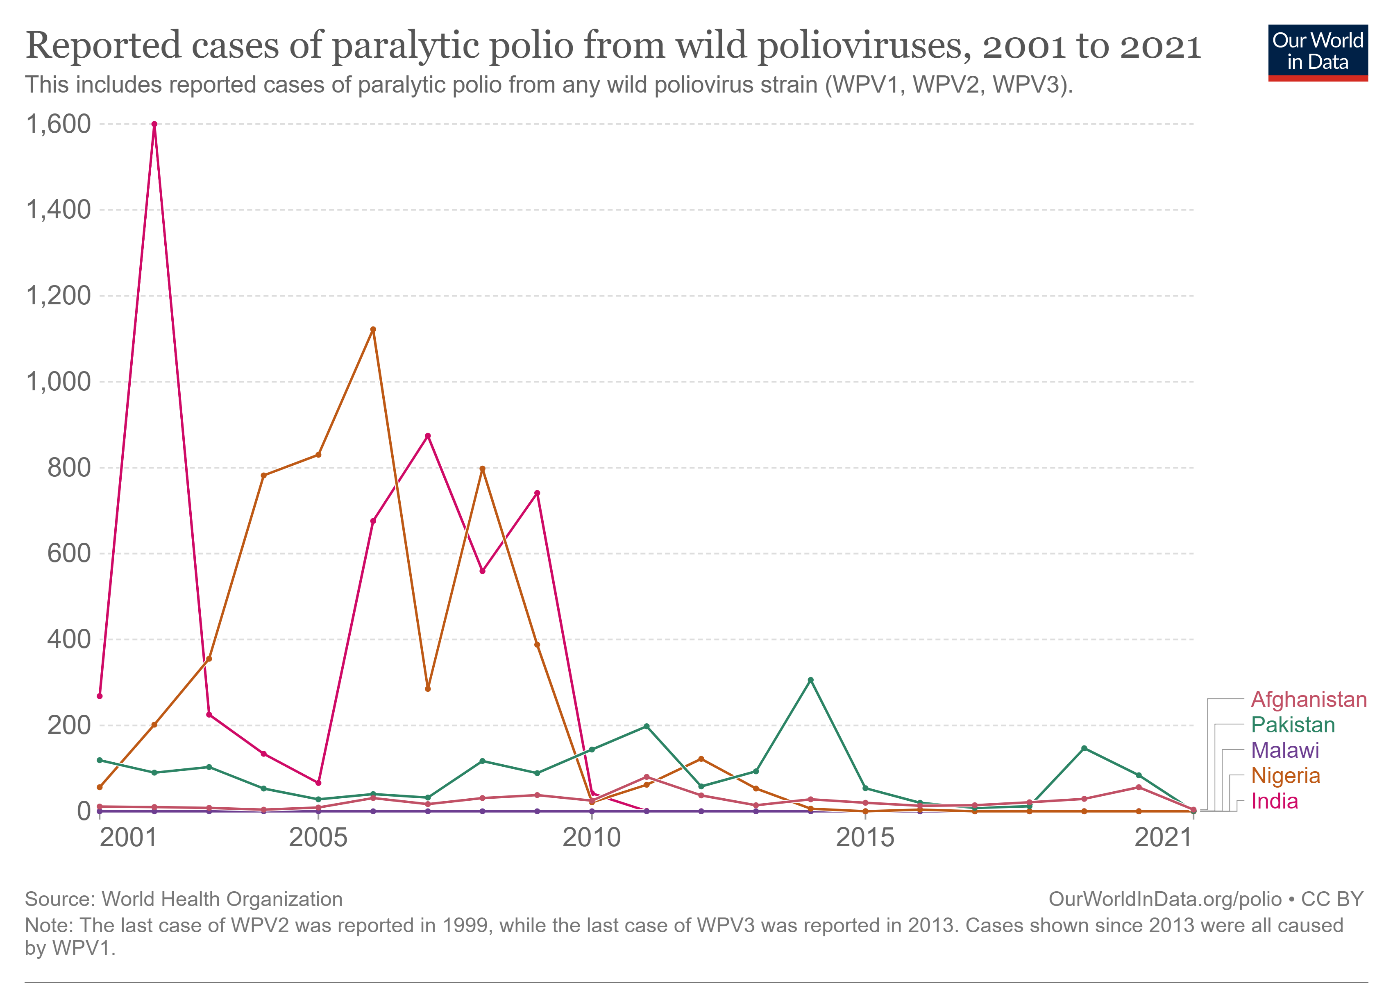 Reported cases of paralytic polio from wild polioviruses, 2001 to 2021
Our World
in Data
This includes reported cases of paralytic polio from any wild poliovirus strain (WPV1, WPV2, WPV3).
1,600
1,400
1,200
1,000
800
600
400
200
0
Afghanistan
Pakistan
Malawi
Nigeria
India
2001 2005 2010 2015 2021
Source: World Health Organization
OurWorldInData.org/polio • CC BY
Note: The last case of WPV2 was reported in 1999, while the last case of WPV3 was reported in 2013. Cases shown since 2013 were all caused
by WPV1.